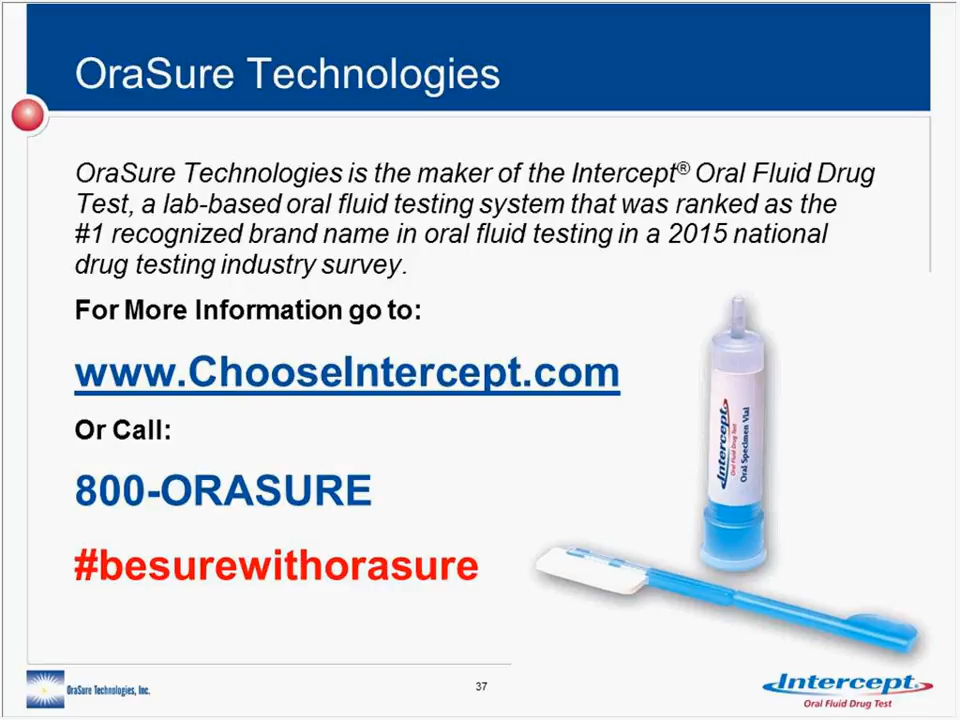 OraSure Technologies
OraSure Technologies is the maker of the Intercept® Oral Fluid Drug
Test, a lab-based oral fluid testing system that was ranked as the
#1 recognized brand name in oral fluid testing in a 2015 national
drug testing industry survey.
For More Information go to:
www.ChooseIntercept.com
Or Call:
800-ORASURE
#besurewithorasure
Intercept
Oral Fluid Drug Test
Oral Specimen Vial
OraSure Technologies, Inc.
37
Intercept
Oral Fluid Drug Test